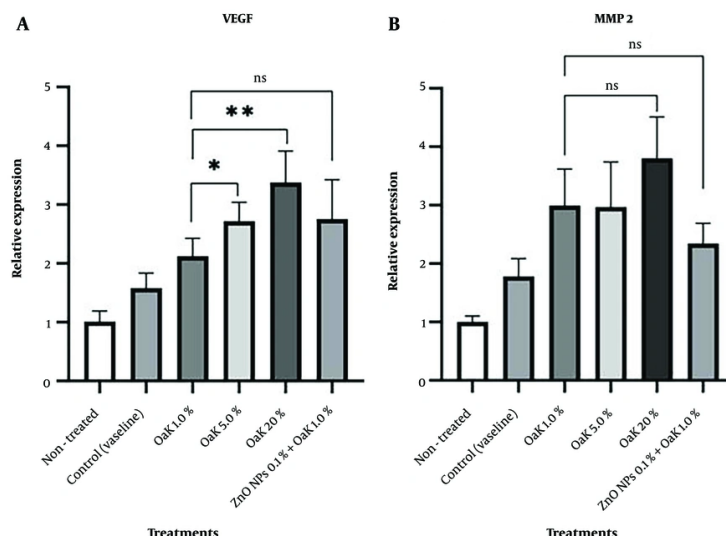 A
VEGF
ns
**
*
Relative expression
5
4
3
2
1
0
Non - treated
Control (vaseline)
OaK 1.0 %
OaK 5.0 %
OaK 20 %
ZnO NPs 0.1% + OaK 1.0 %
Treatments
B
MMP 2
ns
ns
Relative expression
5
4
3
2
1
0
Non - treated
Control (vaseline)
OaK 1.0 %
OaK 5.0 %
OaK 20 %
ZnO NPs 0.1% + OaK 1.0 %
Treatments